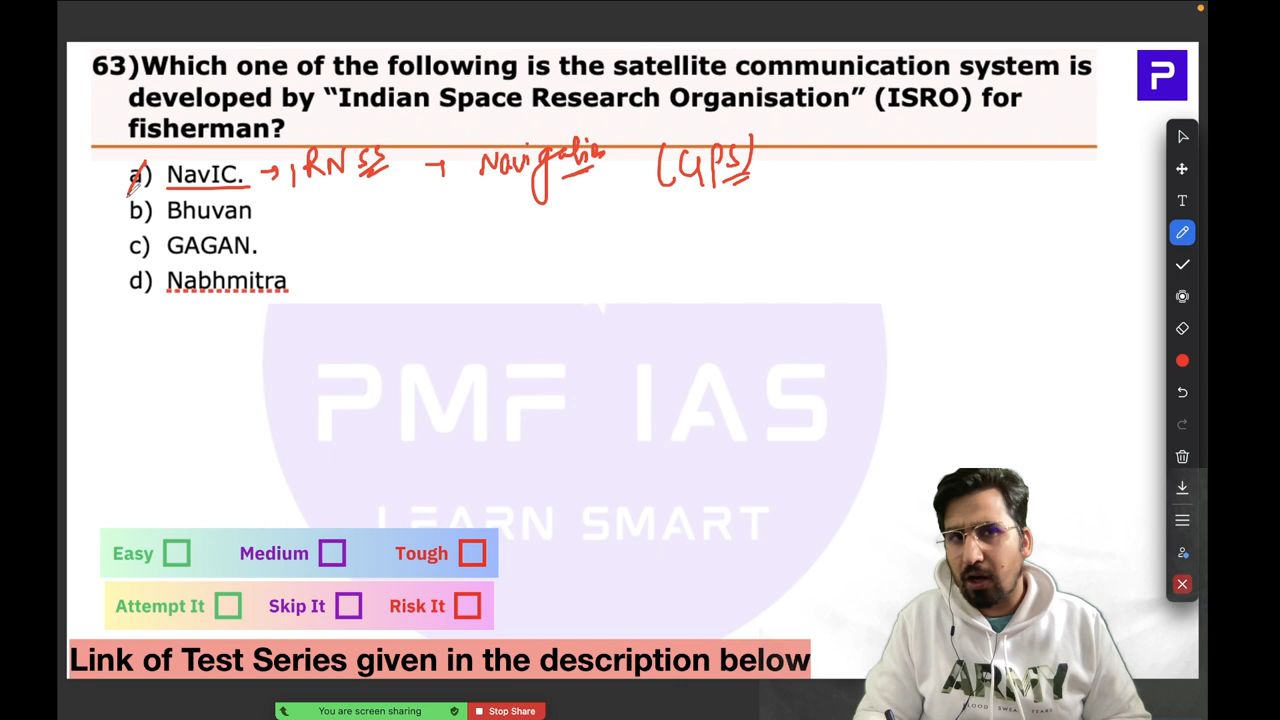 63)Which one of the following is the satellite communication system is
developed by “Indian Space Research Organisation” (ISRO) for
fisherman?
a) NavIC. → IRNSS → Navigation (GPS)
b) Bhuvan
c) GAGAN.
d) Nabhmitra
P
PMF IAS
LEARN SMART
Easy Medium Tough
Attempt It Skip It Risk It
Link of Test Series given in the description below
ARMY
BLOOD SWEAT TEARS
T
You are screen sharing Stop Share